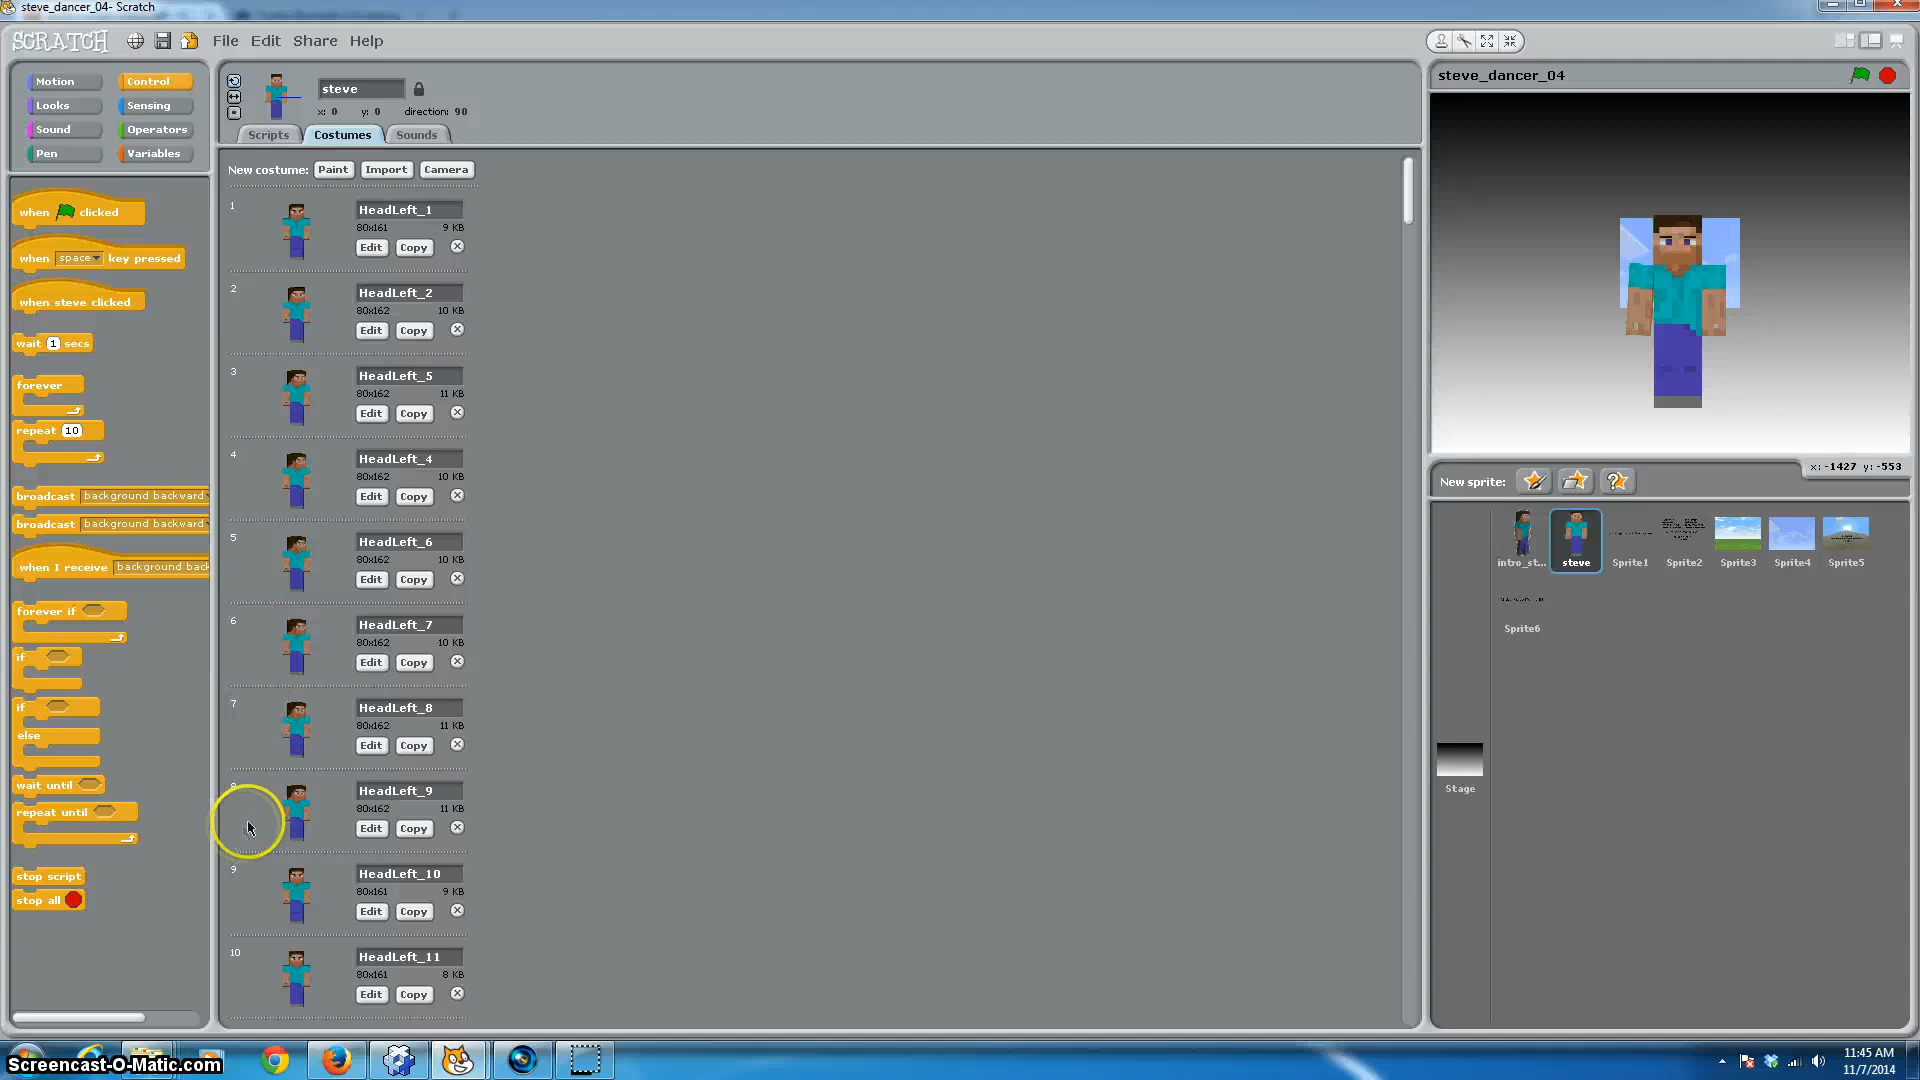 steve_dancer_04- Scratch
SCRATCH
File Edit Share Help
Motion Control
Looks Sensing
Sound Operators
Pen Variables
when clicked
when space key pressed
when steve clicked
wait 1 secs
forever
repeat 10
broadcast background backward
broadcast background backward
when I receive background back
forever if
if
if
else
wait until
repeat until
stop script
stop all
steve
x: 0 y: 0 direction: 90
Scripts Costumes Sounds
New costume: Paint Import Camera
1
HeadLeft_1
80x161 9 KB
Edit Copy
2
HeadLeft_2
80x162 10 KB
Edit Copy
3
HeadLeft_5
80x162 11 KB
Edit Copy
4
HeadLeft_4
80x162 10 KB
Edit Copy
5
HeadLeft_6
80x162 10 KB
Edit Copy
6
HeadLeft_7
80x162 10 KB
Edit Copy
7
HeadLeft_8
80x162 11 KB
Edit Copy
8
HeadLeft_9
80x162 11 KB
Edit Copy
9
HeadLeft_10
80x161 9 KB
Edit Copy
10
HeadLeft_11
80x161 8 KB
Edit Copy
steve_dancer_04
x: -1427 y: -553
New sprite:
intro_st... steve Sprite1 Sprite2 Sprite3 Sprite4 Sprite5
Sprite6
Stage
Screencast-O-Matic.com
11:45 AM
11/7/2014